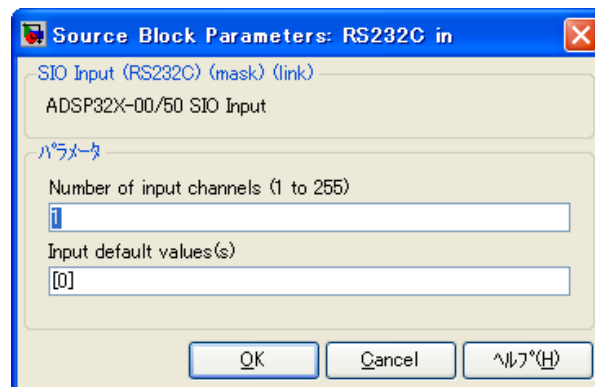 Source Block Parameters: RS232C in
SIO Input (RS232C) (mask) (link)
ADSP32X-00/50 SIO Input
パラメータ
Number of input channels (1 to 255)
1
Input default values(s)
[0]
OK Cancel ヘルプ(H)